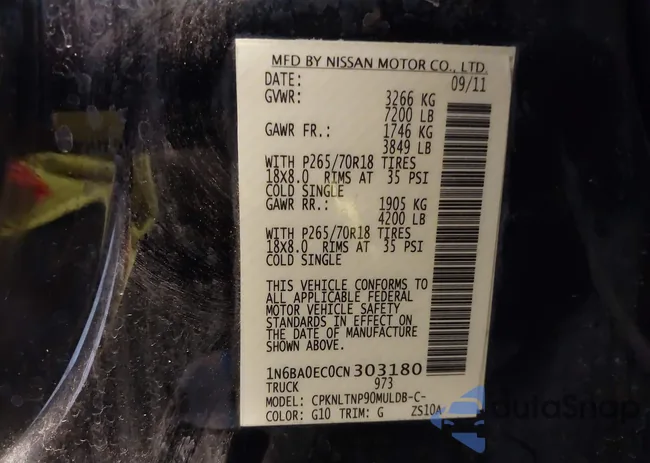 MFD BY NISSAN MOTOR CO., LTD.
DATE: 09/11
GVWR: 3266 KG
7200 LB
GAWR FR.: 1746 KG
3849 LB
WITH P265/70R18 TIRES
18X8.0 RIMS AT 35 PSI
COLD SINGLE
GAWR RR.: 1905 KG
4200 LB
WITH P265/70R18 TIRES
18X8.0 RIMS AT 35 PSI
COLD SINGLE
THIS VEHICLE CONFORMS TO
ALL APPLICABLE FEDERAL
MOTOR VEHICLE SAFETY
STANDARDS IN EFFECT ON
THE DATE OF MANUFACTURE
SHOWN ABOVE.
1N6BA0EC0CN303180
TRUCK 973
MODEL: CPKNLTNP90MULDB-C-
COLOR: G10 TRIM: G ZS10A
AutoSnap